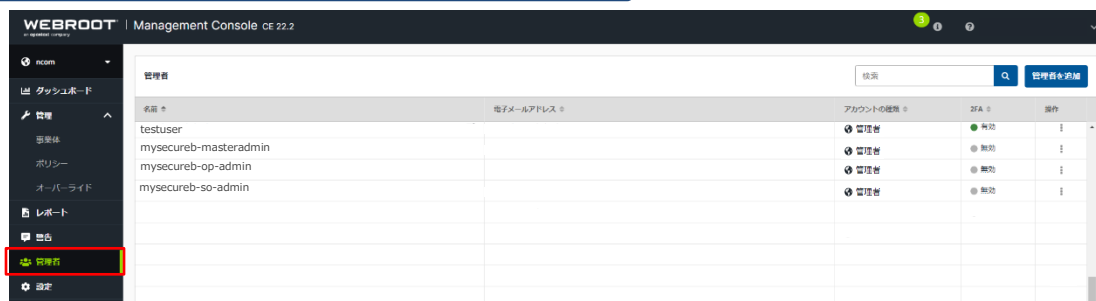 WEBROOT | Management Console CE 22.2
an opentext company
3
ncom
ダッシュボード
管理
事業体
ポリシー
オーバーライド
レポート
警告
管理者
設定
管理者
検索
管理者を追加
名前 電子メールアドレス アカウントの種類 2FA 操作
testuser 管理者 有効
mysecureb-masteradmin 管理者 無効
mysecureb-op-admin 管理者 無効
mysecureb-so-admin 管理者 無効